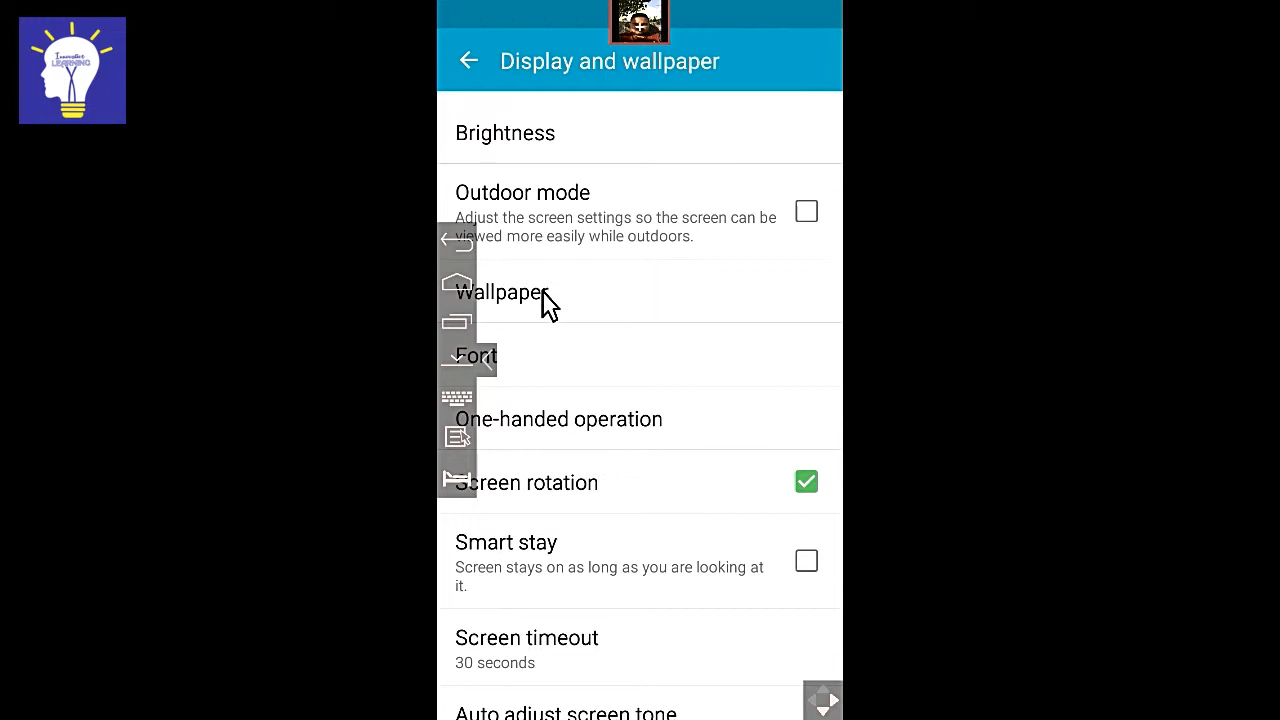 Innovative
LEARNING
Display and wallpaper
Brightness
Outdoor mode
Adjust the screen settings so the screen can be
viewed more easily while outdoors.
Wallpaper
Font
One-handed operation
Screen rotation
Smart stay
Screen stays on as long as you are looking at
it.
Screen timeout
30 seconds
Auto adjust screen tone